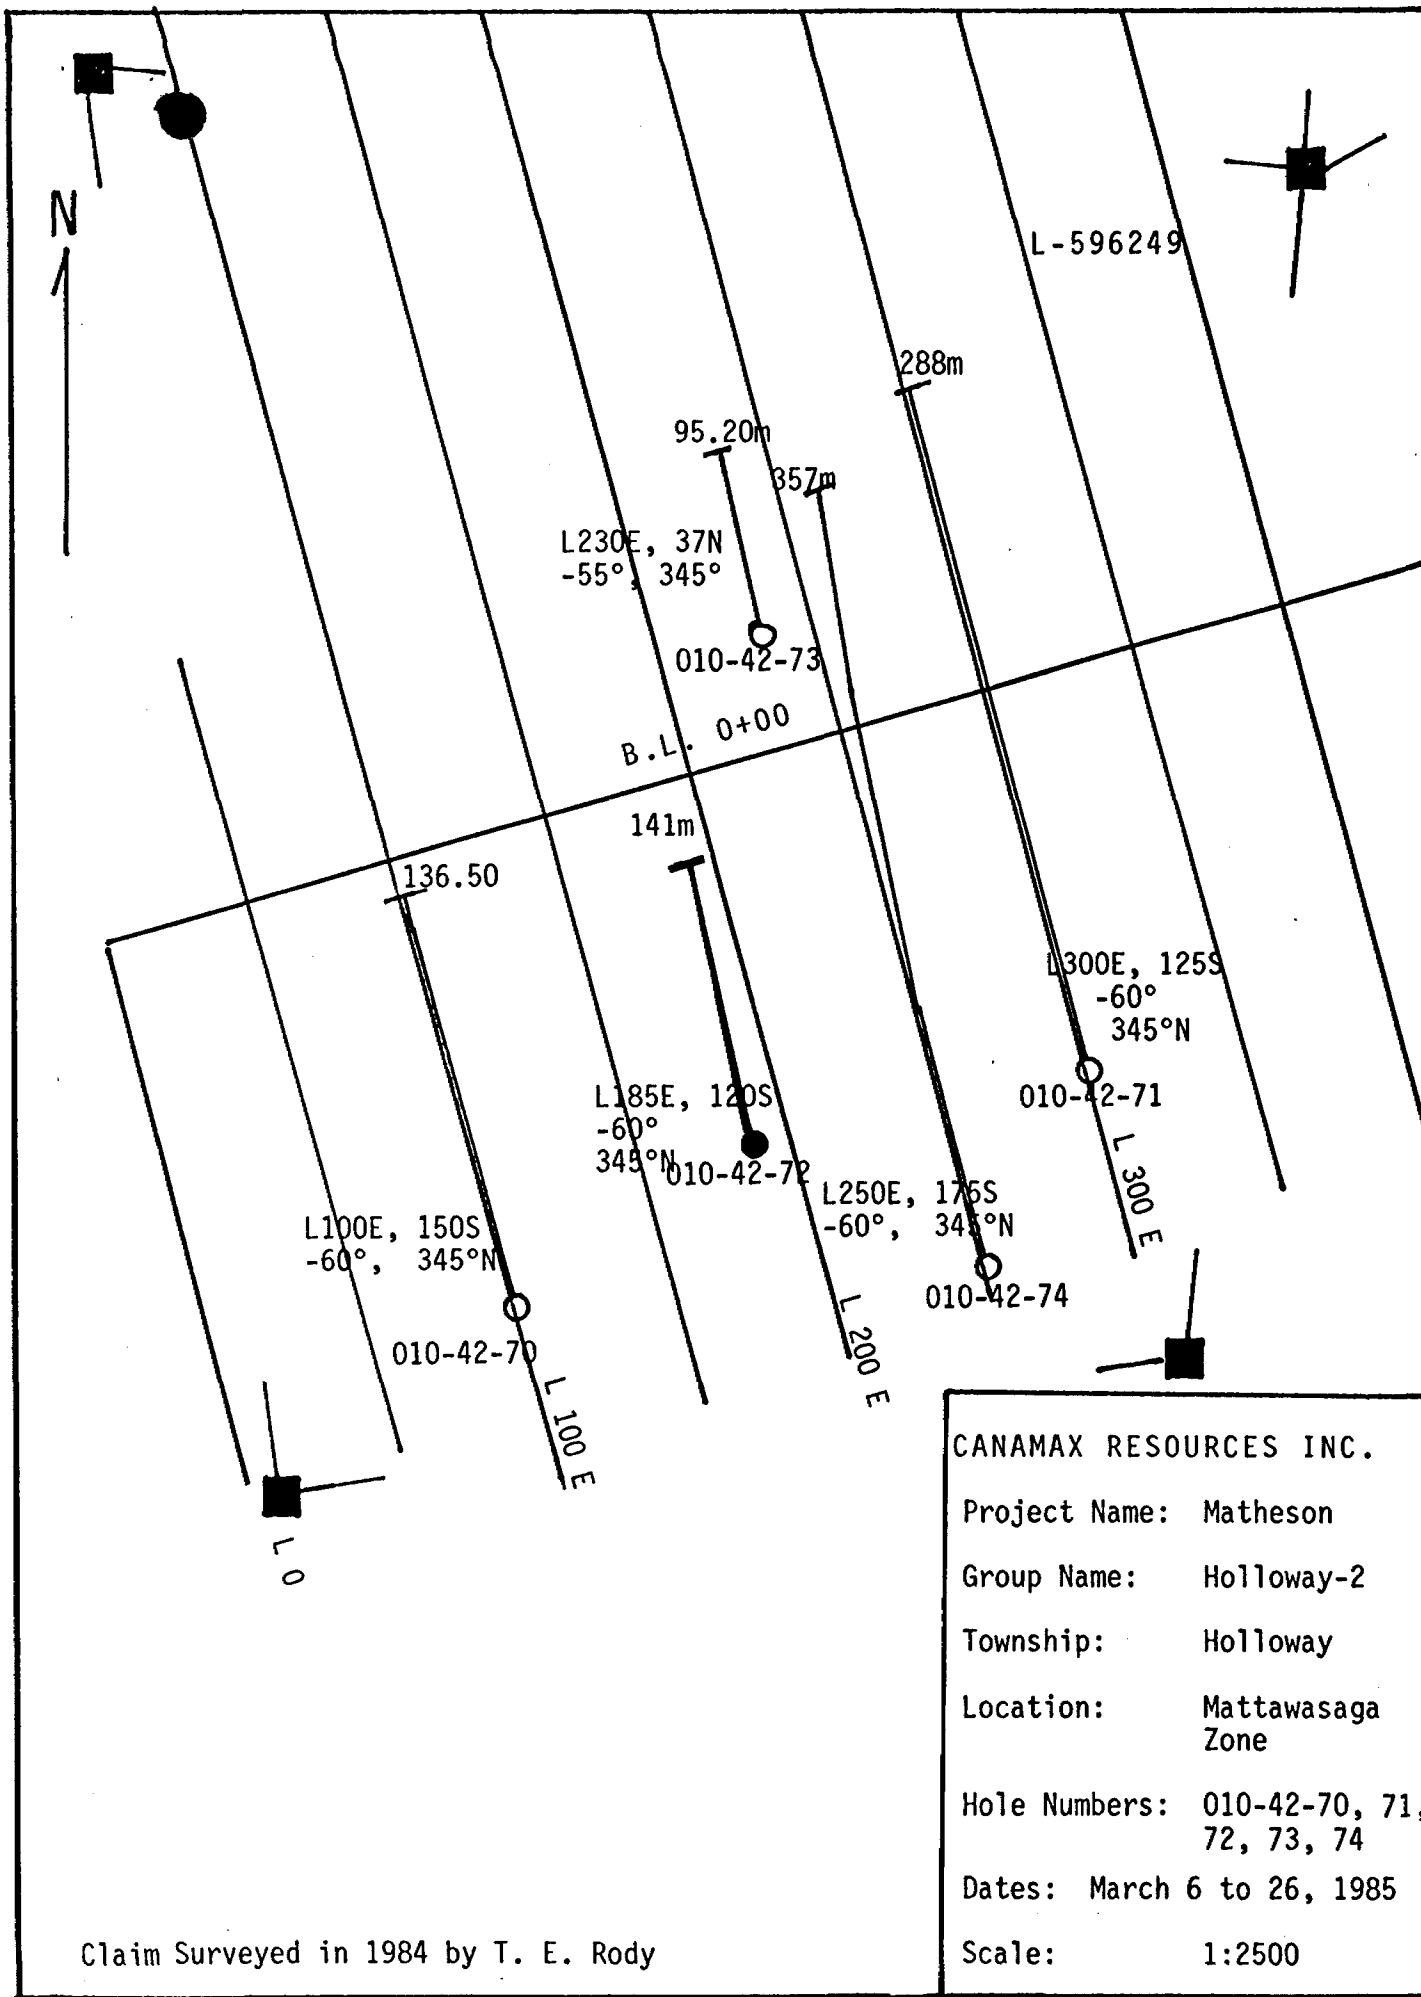 N
L-596249
288m
95.20m
357m
L230E, 37N
-55°, 345°
010-42-73
B.L. 0+00
141m
136.50
L300E, 125S
-60°
345°N
010-42-71
L185E, 120S
-60°
345°N
010-42-72
L250E, 175S
-60°, 345°N
L 300 E
L100E, 150S
-60°, 345°N
010-42-74
010-42-70
L 200 E
L 100 E
L 0
CANAMAX RESOURCES INC.
Project Name: Matheson
Group Name: Holloway-2
Township: Holloway
Location: Mattawasaga
Zone
Hole Numbers: 010-42-70, 71,
72, 73, 74
Dates: March 6 to 26, 1985
Scale: 1:2500
Claim Surveyed in 1984 by T. E. Rody